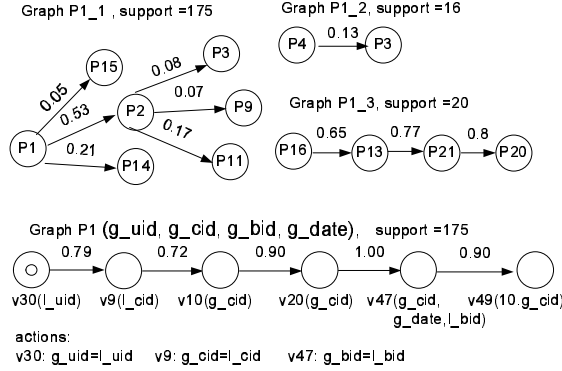 Graph P1_1 , support =175
Graph P1_2, support =16
P15
0.05
P3
0.08
P4
0.13
P3
0.53
P2
0.07
P9
P1
0.21
P14
0.17
P11
Graph P1_3, support =20
P16
0.65
P13
0.77
P21
0.8
P20
Graph P1 (g_uid, g_cid, g_bid, g_date), support =175
0.79 0.72 0.90 1.00 0.90
v30(l_uid) v9(l_cid) v10(g_cid) v20(g_cid) v47(g_cid, v49(10.g_cid)
g_date,l_bid)
actions:
v30: g_uid=l_uid v9: g_cid=l_cid v47: g_bid=l_bid